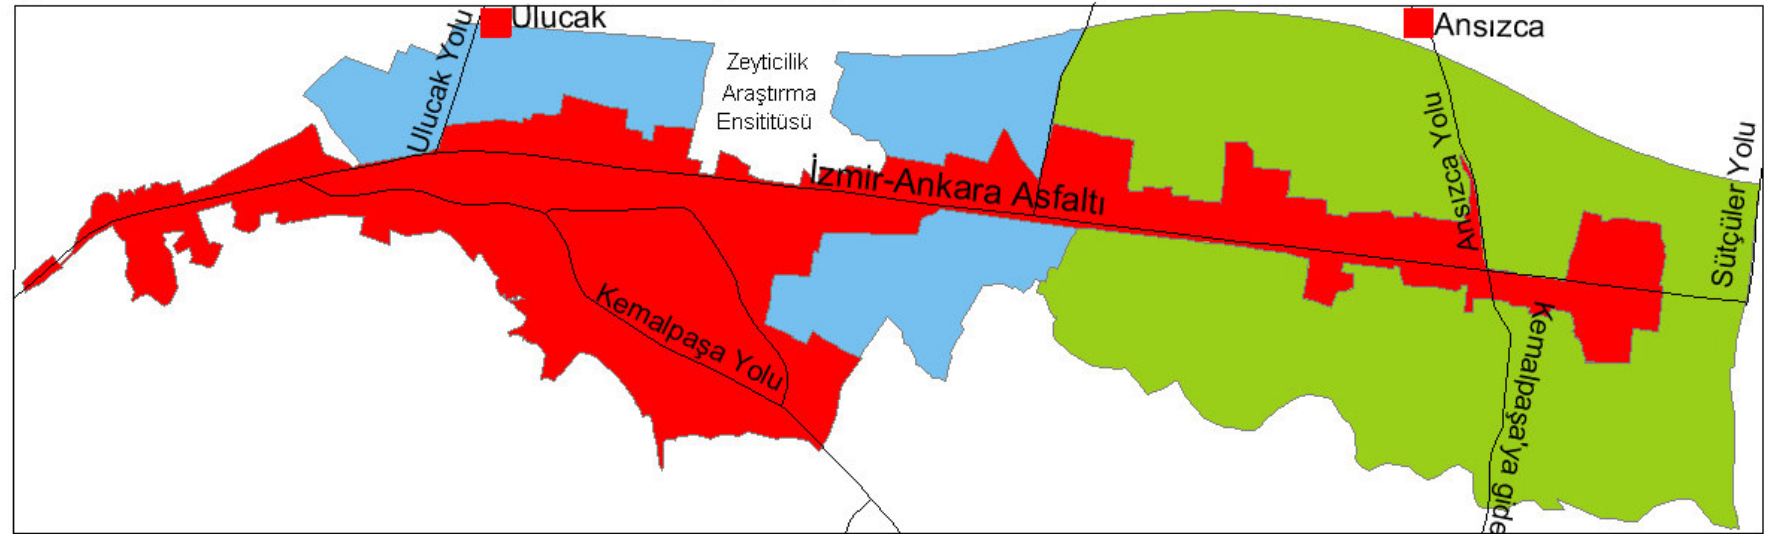 Ulucak
Ansızca
Ulucak Yolu
Zeyticilik
Araştırma
Ensititüsü
Ansızca Yolu
Sütçüler Yolu
İzmir-Ankara Asfaltı
Kemalpaşa Yolu
Kemalpaşa'ya gide